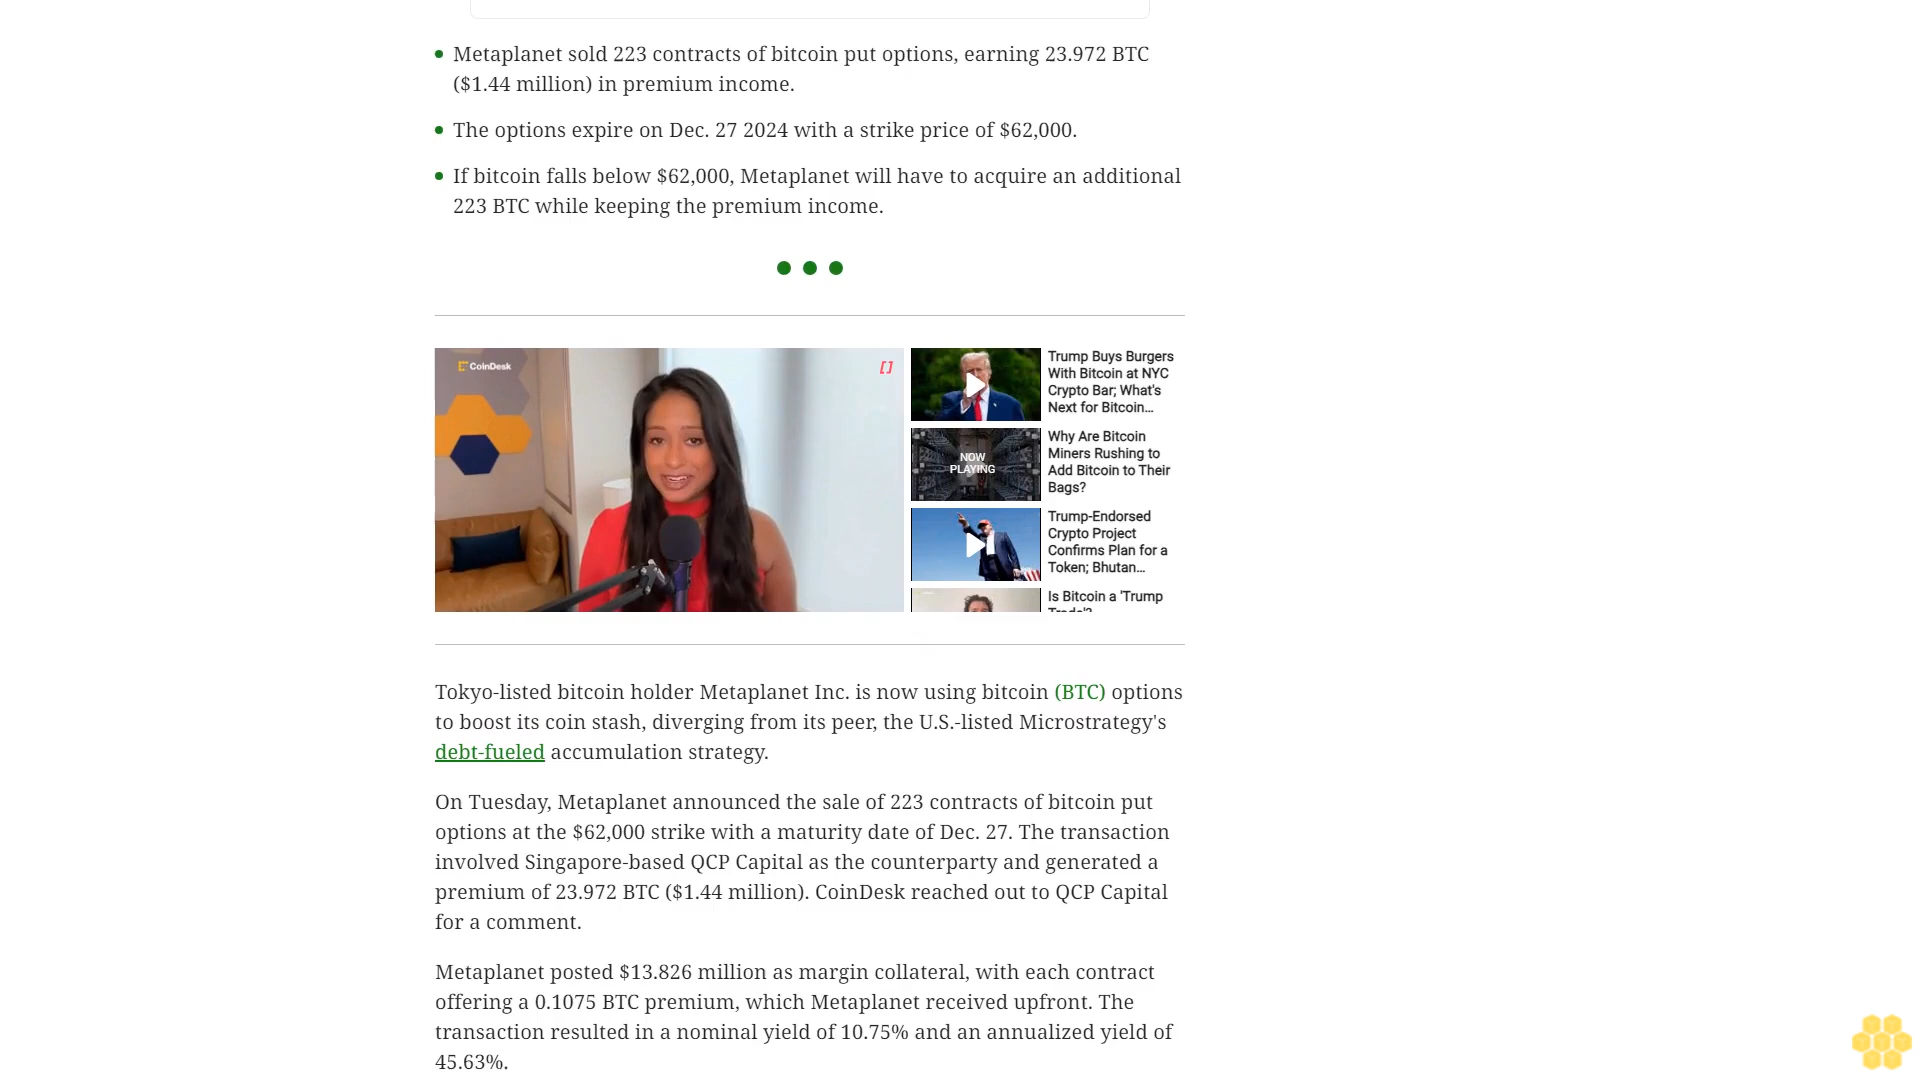 Metaplanet sold 223 contracts of bitcoin put options, earning 23.972 BTC
($1.44 million) in premium income.
The options expire on Dec. 27 2024 with a strike price of $62,000.
If bitcoin falls below $62,000, Metaplanet will have to acquire an additional
223 BTC while keeping the premium income.
CoinDesk
[]
Trump Buys Burgers
With Bitcoin at NYC
Crypto Bar; What's
Next for Bitcoin...
NOW
PLAYING
Why Are Bitcoin
Miners Rushing to
Add Bitcoin to Their
Bags?
Trump-Endorsed
Crypto Project
Confirms Plan for a
Token; Bhutan...
Is Bitcoin a 'Trump
Trade'?
Tokyo-listed bitcoin holder Metaplanet Inc. is now using bitcoin (BTC) options
to boost its coin stash, diverging from its peer, the U.S.-listed Microstrategy's
debt-fueled accumulation strategy.
On Tuesday, Metaplanet announced the sale of 223 contracts of bitcoin put
options at the $62,000 strike with a maturity date of Dec. 27. The transaction
involved Singapore-based QCP Capital as the counterparty and generated a
premium of 23.972 BTC ($1.44 million). CoinDesk reached out to QCP Capital
for a comment.
Metaplanet posted $13.826 million as margin collateral, with each contract
offering a 0.1075 BTC premium, which Metaplanet received upfront. The
transaction resulted in a nominal yield of 10.75% and an annualized yield of
45.63%.